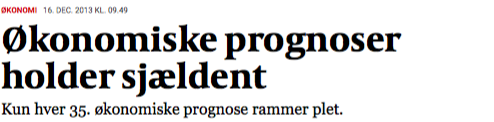 ØKONOMI 16. DEC. 2013 KL. 09.49
Økonomiske prognoser
holder sjældent
Kun hver 35. økonomiske prognose rammer plet.